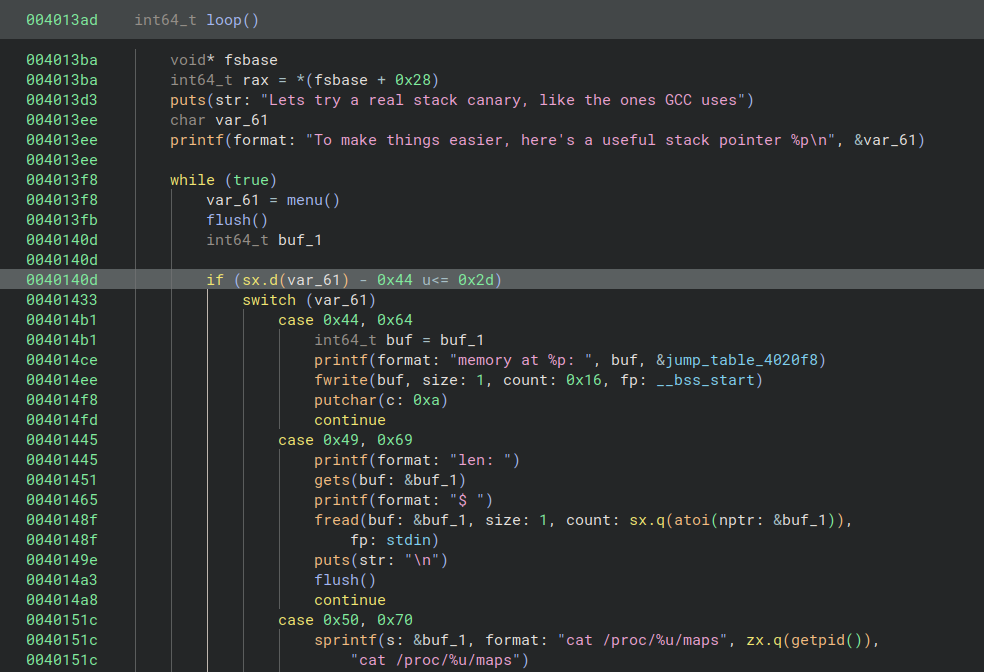 004013ad int64_t loop()
004013ba void* fsbase
004013ba int64_t rax = *(fsbase + 0x28)
004013d3 puts(str: "Lets try a real stack canary, like the ones GCC uses")
004013ee char var_61
004013ee printf(format: "To make things easier, here's a useful stack pointer %p\n", &var_61)
004013ee
004013f8 while (true)
004013f8 var_61 = menu()
004013fb flush()
0040140d int64_t buf_1
0040140d
0040140d if (sx.d(var_61) - 0x44 u<= 0x2d)
00401433 switch (var_61)
004014b1 case 0x44, 0x64
004014b1 int64_t buf = buf_1
004014ce printf(format: "memory at %p: ", buf, &jump_table_4020f8)
004014ee fwrite(buf, size: 1, count: 0x16, fp: __bss_start)
004014f8 putchar(c: 0xa)
004014fd continue
00401445 case 0x49, 0x69
00401445 printf(format: "len: ")
00401451 gets(buf: &buf_1)
00401465 printf(format: "$ ")
0040148f fread(buf: &buf_1, size: 1, count: sx.q(atoi(nptr: &buf_1)),
0040148f fp: stdin)
0040149e puts(str: "\n")
004014a3 flush()
004014a8 continue
0040151c case 0x50, 0x70
0040151c sprintf(s: &buf_1, format: "cat /proc/%u/maps", zx.q(getpid()),
0040151c "cat /proc/%u/maps")